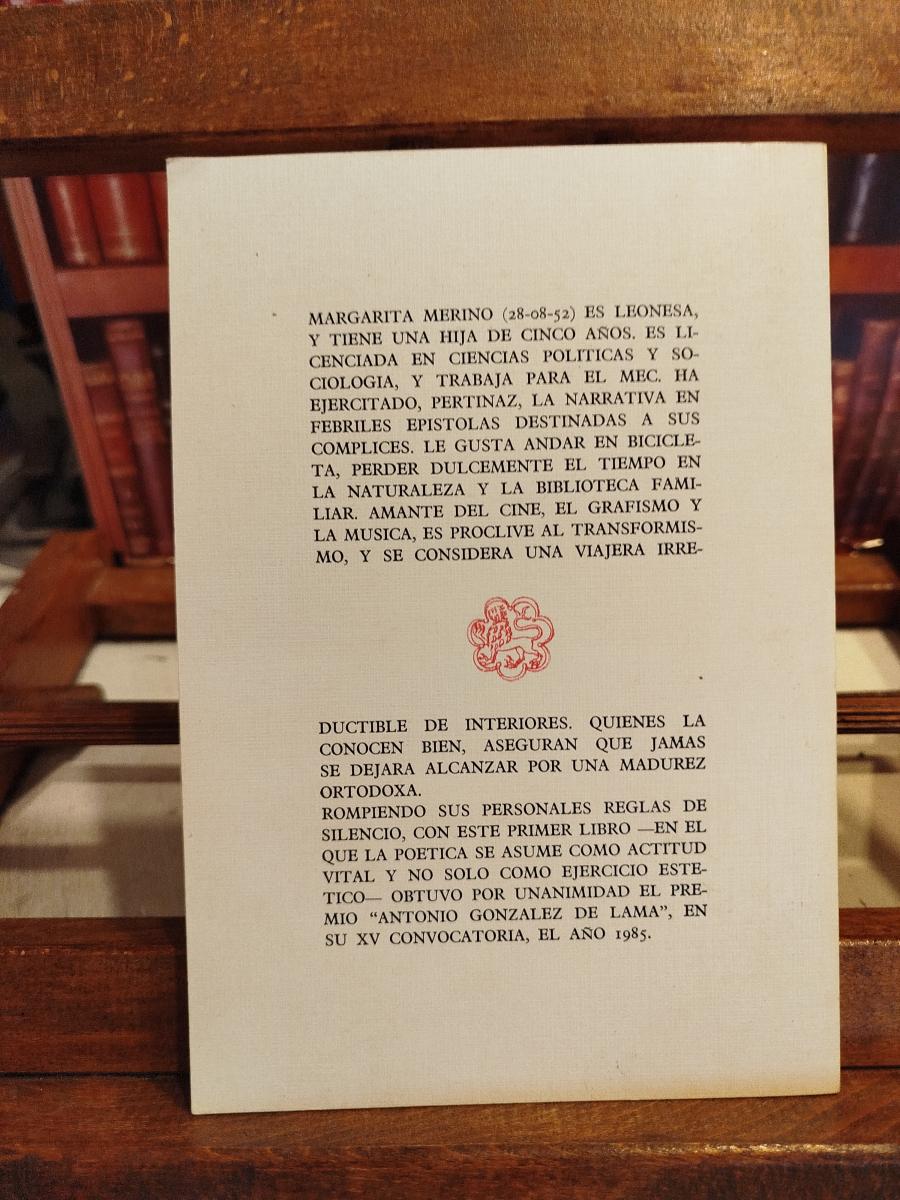 MARGARITA MERINO (28-08-52) ES LEONESA,
Y TIENE UNA HIJA DE CINCO AÑOS. ES LI-
CENCIADA EN CIENCIAS POLITICAS Y SO-
CIOLOGIA, Y TRABAJA PARA EL MEC. HA
EJERCITADO, PERTINAZ, LA NARRATIVA EN
FEBRILES EPISTOLAS DESTINADAS A SUS
COMPLICES. LE GUSTA ANDAR EN BICICLE-
TA, PERDER DULCEMENTE EL TIEMPO EN
LA NATURALEZA Y LA BIBLIOTECA FAMI-
LIAR. AMANTE DEL CINE, EL GRAFISMO Y
LA MUSICA, ES PROCLIVE AL TRANSFORMIS-
MO, Y SE CONSIDERA UNA VIAJERA IRRE-
DUCTIBLE DE INTERIORES. QUIENES LA
CONOCEN BIEN, ASEGURAN QUE JAMAS
SE DEJARA ALCANZAR POR UNA MADUREZ
ORTODOXA.
ROMPIENDO SUS PERSONALES REGLAS DE
SILENCIO, CON ESTE PRIMER LIBRO —EN EL
QUE LA POETICA SE ASUME COMO ACTITUD
VITAL Y NO SOLO COMO EJERCICIO ESTE-
TICO— OBTUVO POR UNANIMIDAD EL PRE-
MIO “ANTONIO GONZALEZ DE LAMA”, EN
SU XV CONVOCATORIA, EL AÑO 1985.